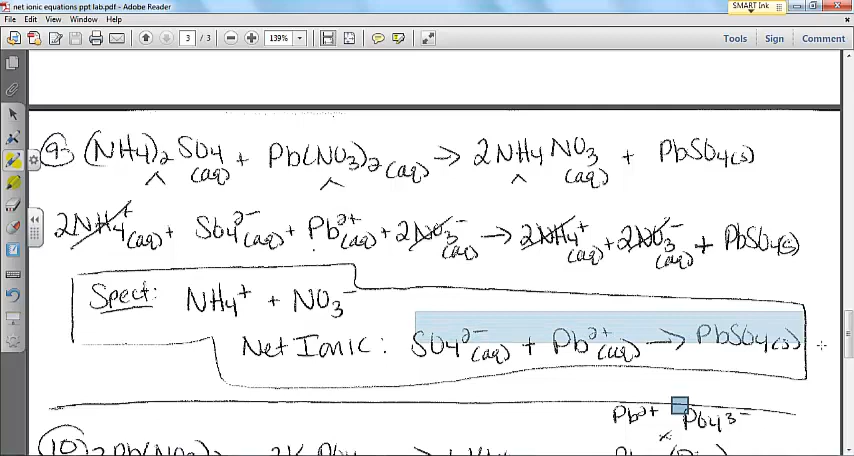 net ionic equations ppt lab.pdf - Adobe Reader
SMART Ink
File Edit View Window Help
3 / 3 139% Tools Sign Comment
9. (NH4)2SO4(aq) + Pb(NO3)2(aq) → 2NH4NO3(aq) + PbSO4(s)
2NH4+(aq) + SO4²⁻(aq) + Pb²⁺(aq) + 2NO3⁻(aq) → 2NH4+(aq) + 2NO3⁻(aq) + PbSO4(s)
Spect: NH4+ + NO3⁻
Net Ionic: SO4²⁻(aq) + Pb²⁺(aq) → PbSO4(s)
Pb²⁺ PO4³⁻
10.